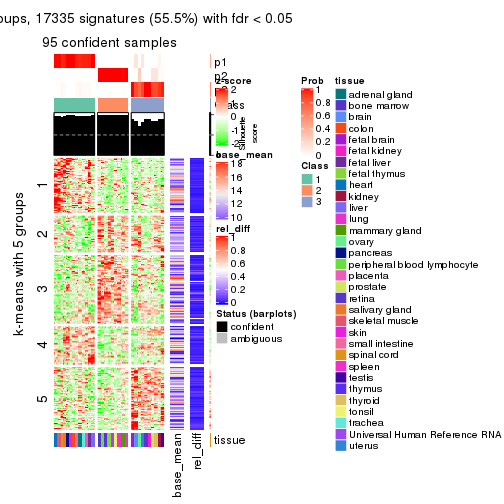 oups, 17335 signatures (55.5%) with fdr < 0.05
95 confident samples
p1
p2
z-score
2
1
-1
-2
Class
Silhouette
score
1
2
3
4
5
k-means with 5 groups
base_mean
18
16
14
12
10
rel_diff
1
0.8
0.6
0.4
0.2
0
Status (barplots)
confident
ambiguous
Prob
1
0.8
0.6
0.4
0.2
0
Class
1
2
3
tissue
adrenal gland
bone marrow
brain
colon
fetal brain
fetal kidney
fetal liver
fetal thymus
heart
kidney
liver
lung
mammary gland
ovary
pancreas
peripheral blood lymphocyte
placenta
prostate
retina
salivary gland
skeletal muscle
skin
small intestine
spinal cord
spleen
testis
thymus
thyroid
tonsil
trachea
Universal Human Reference RNA
uterus
tissue
base_mean
rel_diff